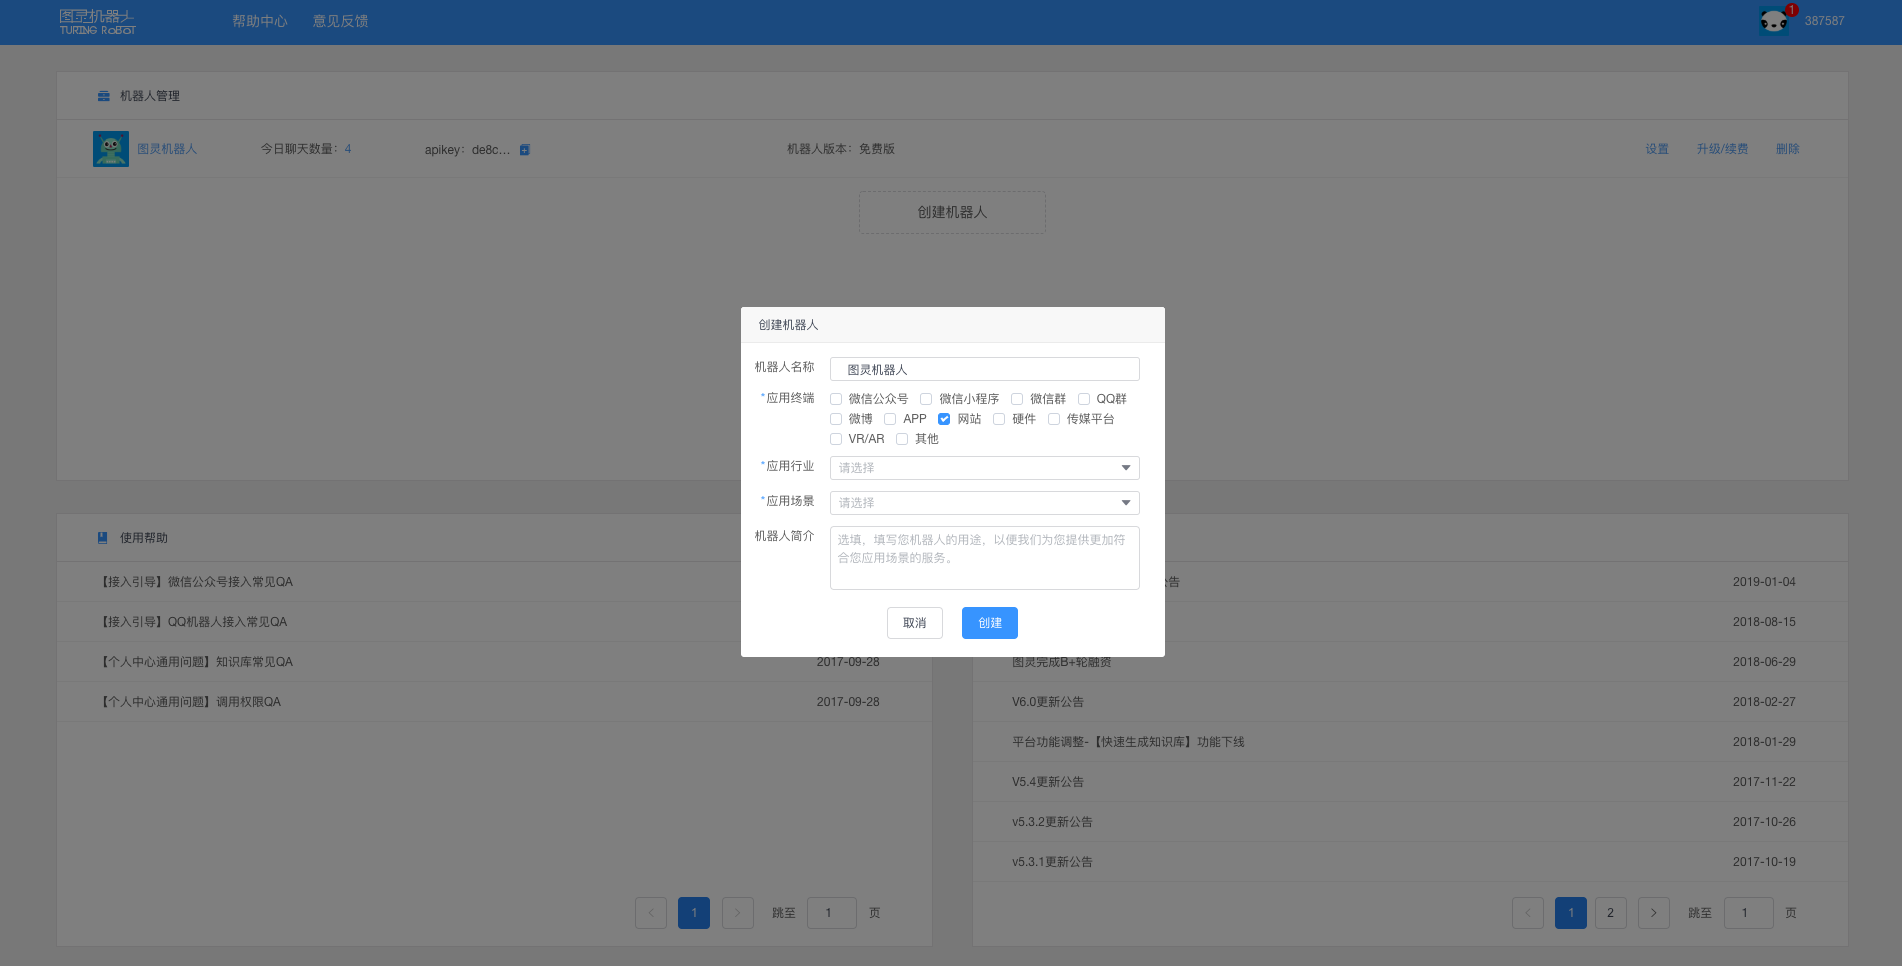 图灵机器人
TURING ROBOT
帮助中心 意见反馈
1
387587
机器人管理
图灵机器人 今日聊天数量：4 apikey：de8c... 机器人版本：免费版 设置 升级/续费 删除
创建机器人
创建机器人
机器人名称 图灵机器人
*应用终端 微信公众号 微信小程序 微信群 QQ群
微博 APP 网站 硬件 传媒平台
VR/AR 其他
*应用行业 请选择
*应用场景 请选择
机器人简介 选填，填写您机器人的用途，以便我们为您提供更加符
合您应用场景的服务。
取消 创建
使用帮助
【接入引导】微信公众号接入常见QA
【接入引导】QQ机器人接入常见QA
【个人中心通用问题】知识库常见QA 2017-09-28
【个人中心通用问题】调用权限QA 2017-09-28
1 跳至 1 页
公告 2019-01-04
2018-08-15
图灵完成B+轮融资 2018-06-29
V6.0更新公告 2018-02-27
平台功能调整-【快速生成知识库】功能下线 2018-01-29
V5.4更新公告 2017-11-22
v5.3.2更新公告 2017-10-26
v5.3.1更新公告 2017-10-19
1 2 跳至 1 页